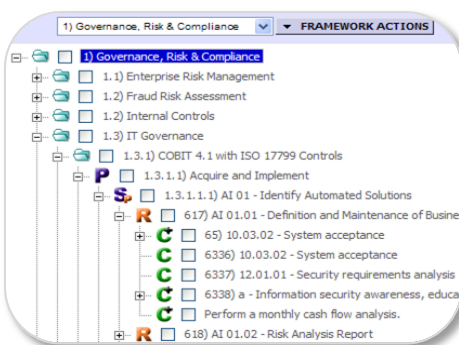 1) Governance, Risk & Compliance FRAMEWORK ACTIONS
1) Governance, Risk & Compliance
1.1) Enterprise Risk Management
1.2) Fraud Risk Assessment
1.2) Internal Controls
1.3) IT Governance
1.3.1) COBIT 4.1 with ISO 17799 Controls
P 1.3.1.1) Acquire and Implement
Sp 1.3.1.1.1) AI 01 - Identify Automated Solutions
R 617) AI 01.01 - Definition and Maintenance of Busine
C 65) 10.03.02 - System acceptance
C 6336) 10.03.02 - System acceptance
C 6337) 12.01.01 - Security requirements analysis
C 6338) a - Information security awareness, educa
C Perform a monthly cash flow analysis.
R 618) AI 01.02 - Risk Analysis Report